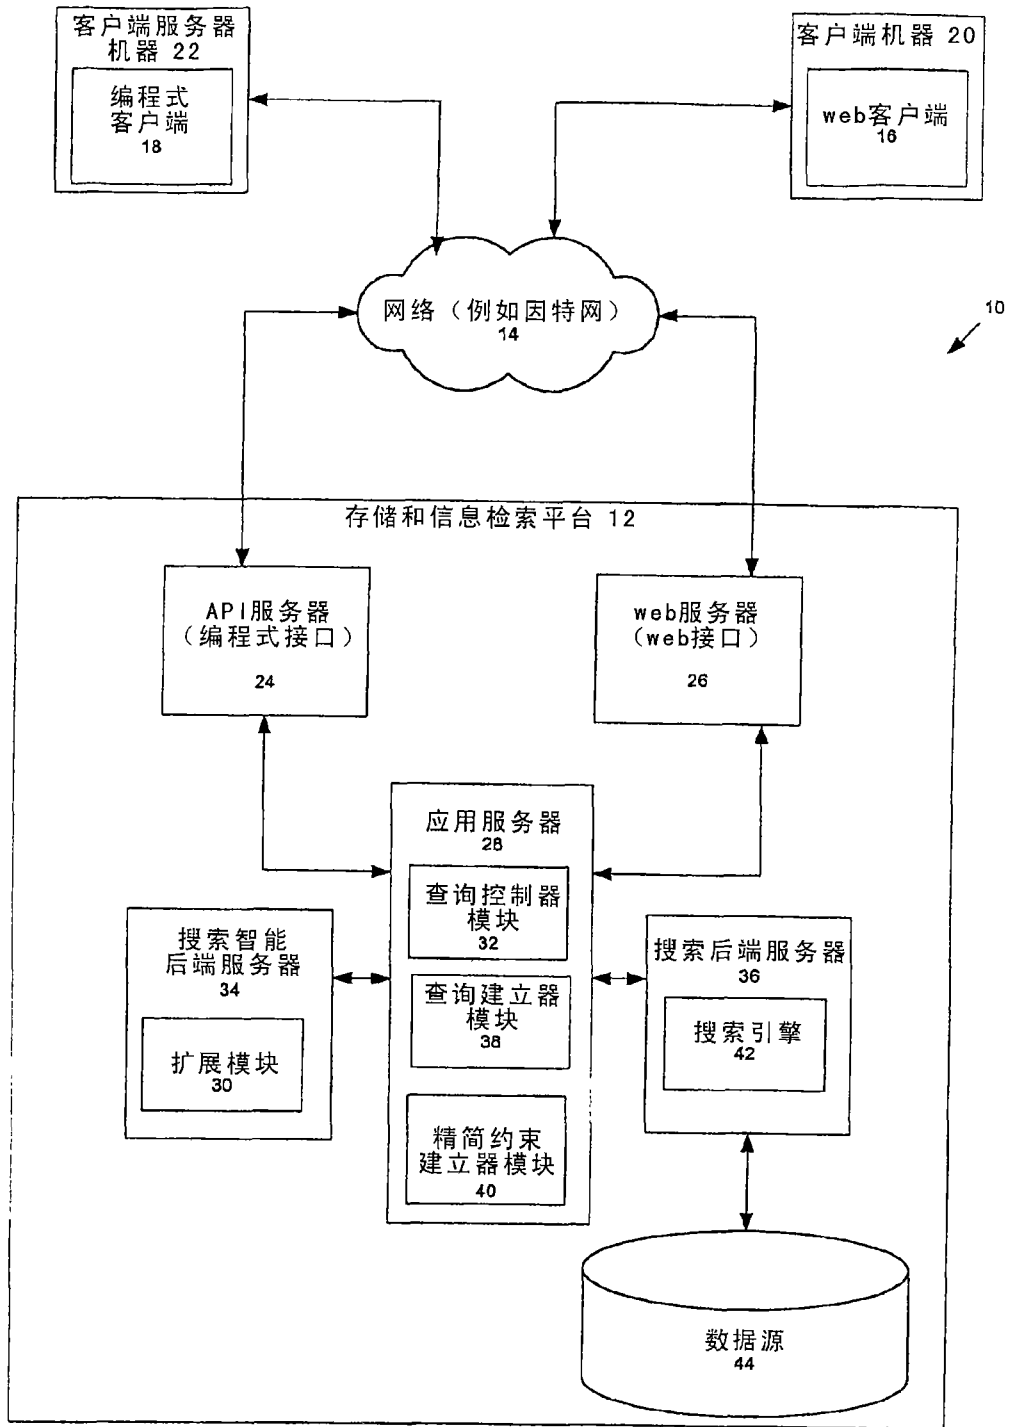 客户端服务器
机器 22
编程式
客户端
18
客户端机器 20
web客户端
16
网络（例如因特网）
14
10
存储和信息检索平台 12
API服务器
（编程式接口）
24
web服务器
（web接口）
26
应用服务器
28
查询控制器
模块
32
查询建立器
模块
38
精简约束
建立器模块
40
搜索智能
后端服务器
34
扩展模块
30
搜索后端服务器
36
搜索引擎
42
数据源
44